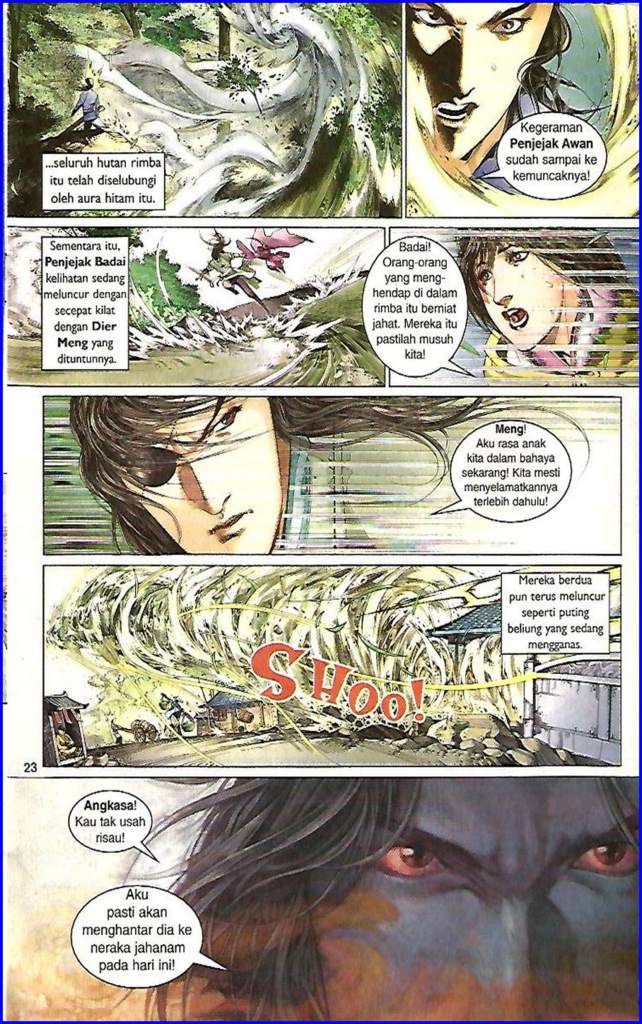 ...seluruh hutan rimba
itu telah diselubungi
oleh aura hitam itu.
Kegeraman
Penjejak Awan
sudah sampai ke
kemuncaknya!
Sementara itu,
Penjejak Badai
kelihatan sedang
meluncur dengan
secepat kilat
dengan Dier
Meng yang
dituntunnya.
Badai!
Orang-orang
yang meng-
hendap di dalam
rimba itu berniat
jahat. Mereka itu
pastilah musuh
kita!
Meng!
Aku rasa anak
kita dalam bahaya
sekarang! Kita mesti
menyelamatkannya
terlebih dahulu!
Mereka berdua
pun terus meluncur
seperti puting
beliung yang sedang
mengganas.
SHOO!
23
Angkasa!
Kau tak usah
risau!
Aku
pasti akan
menghantar dia ke
neraka jahanam
pada hari ini!